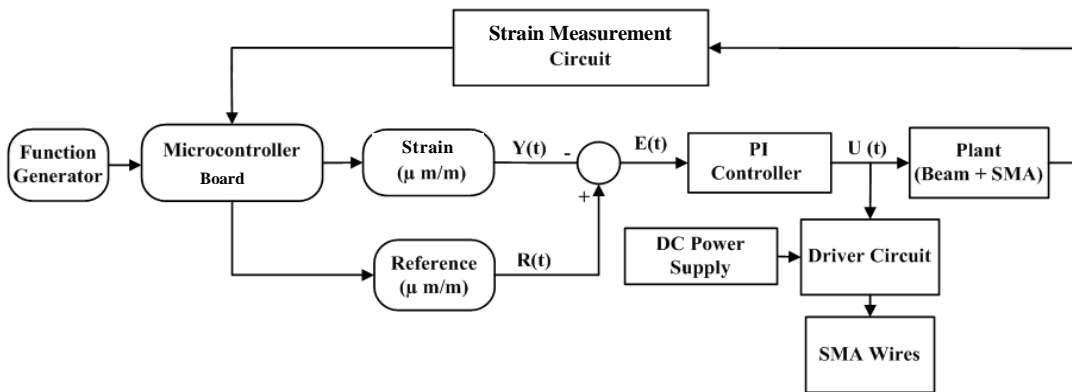 Strain Measurement
Circuit
Function
Generator
Microcontroller
Board
Strain
(μ m/m)
Y(t)
-
+
E(t)
PI
Controller
U (t)
Plant
(Beam + SMA)
Reference
(μ m/m)
R(t)
DC Power
Supply
Driver Circuit
SMA Wires